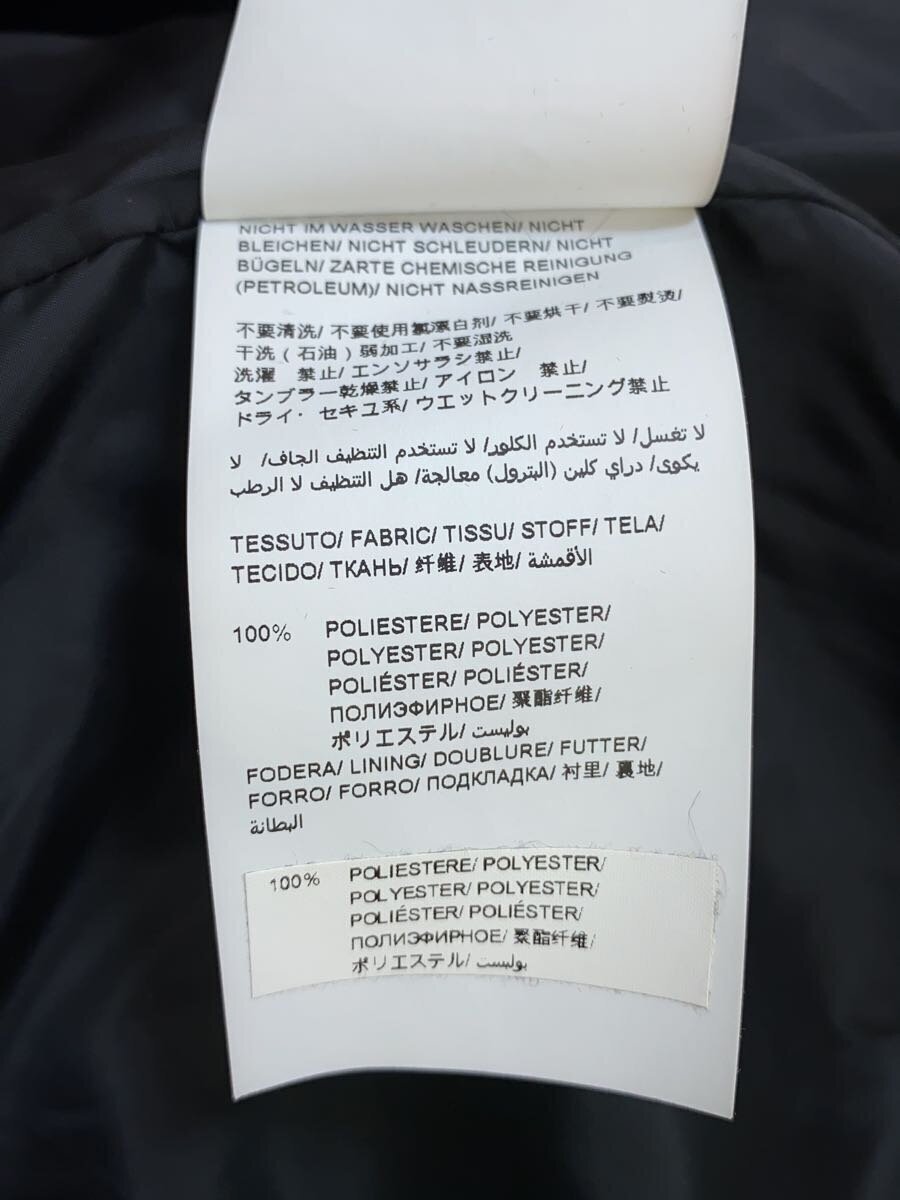 NICHT IM WASSER WASCHEN/ NICHT
BLEICHEN/ NICHT SCHLEUDERN/ NICHT
BÜGELN/ ZARTE CHEMISCHE REINIGUNG
(PETROLEUM)/ NICHT NASSREINIGEN
不要清洗/ 不要使用氯漂白剂/ 不要烘干/ 不要熨烫/
干洗（石油）弱加工/ 不要湿洗
洗濯　禁止/ エンソサラシ禁止/
タンブラー乾燥禁止/ アイロン　禁止/
ドライ・セキユ系/ ウエットクリーニング禁止
لا تغسل/ لا تستخدم الكلور/ لا تستخدم التنظيف الجاف/ لا
يكوى/ دراي كلين (البترول) معالجة/ هل التنظيف لا الرطب
TESSUTO/ FABRIC/ TISSU/ STOFF/ TELA/
TECIDO/ ТКАНЬ/ 纤维/ 表地/ الأقمشة
100% POLIESTERE/ POLYESTER/
POLYESTER/ POLYESTER/
POLIÉSTER/ POLIÉSTER/
ПОЛИЭФИРНОЕ/ 聚酯纤维/
ポリエステル/ بوليست
FODERA/ LINING/ DOUBLURE/ FUTTER/
FORRO/ FORRO/ ПОДКЛАДКА/ 衬里/ 裏地/
البطانة
100% POLIESTERE/ POLYESTER/
POLYESTER/ POLYESTER/
POLIÉSTER/ POLIÉSTER/
ПОЛИЭФИРНОЕ/ 聚酯纤维/
ポリエステル/ بوليست